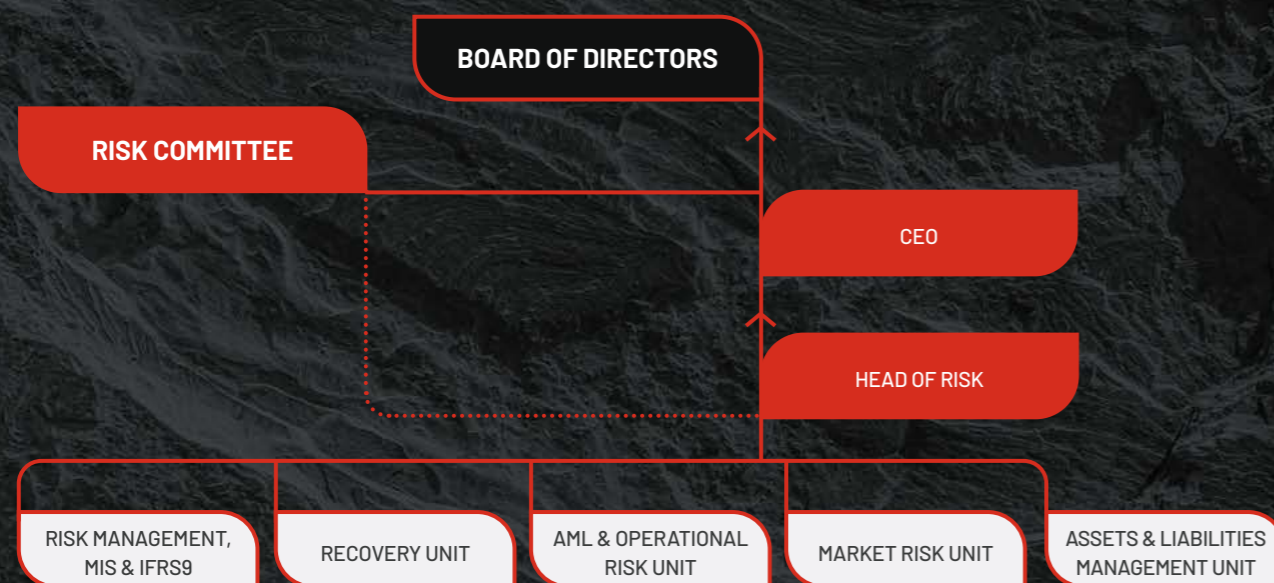 BOARD OF DIRECTORS
RISK COMMITTEE
CEO
HEAD OF RISK
RISK MANAGEMENT,
MIS & IFRS9
RECOVERY UNIT
AML & OPERATIONAL
RISK UNIT
MARKET RISK UNIT
ASSETS & LIABILITIES
MANAGEMENT UNIT